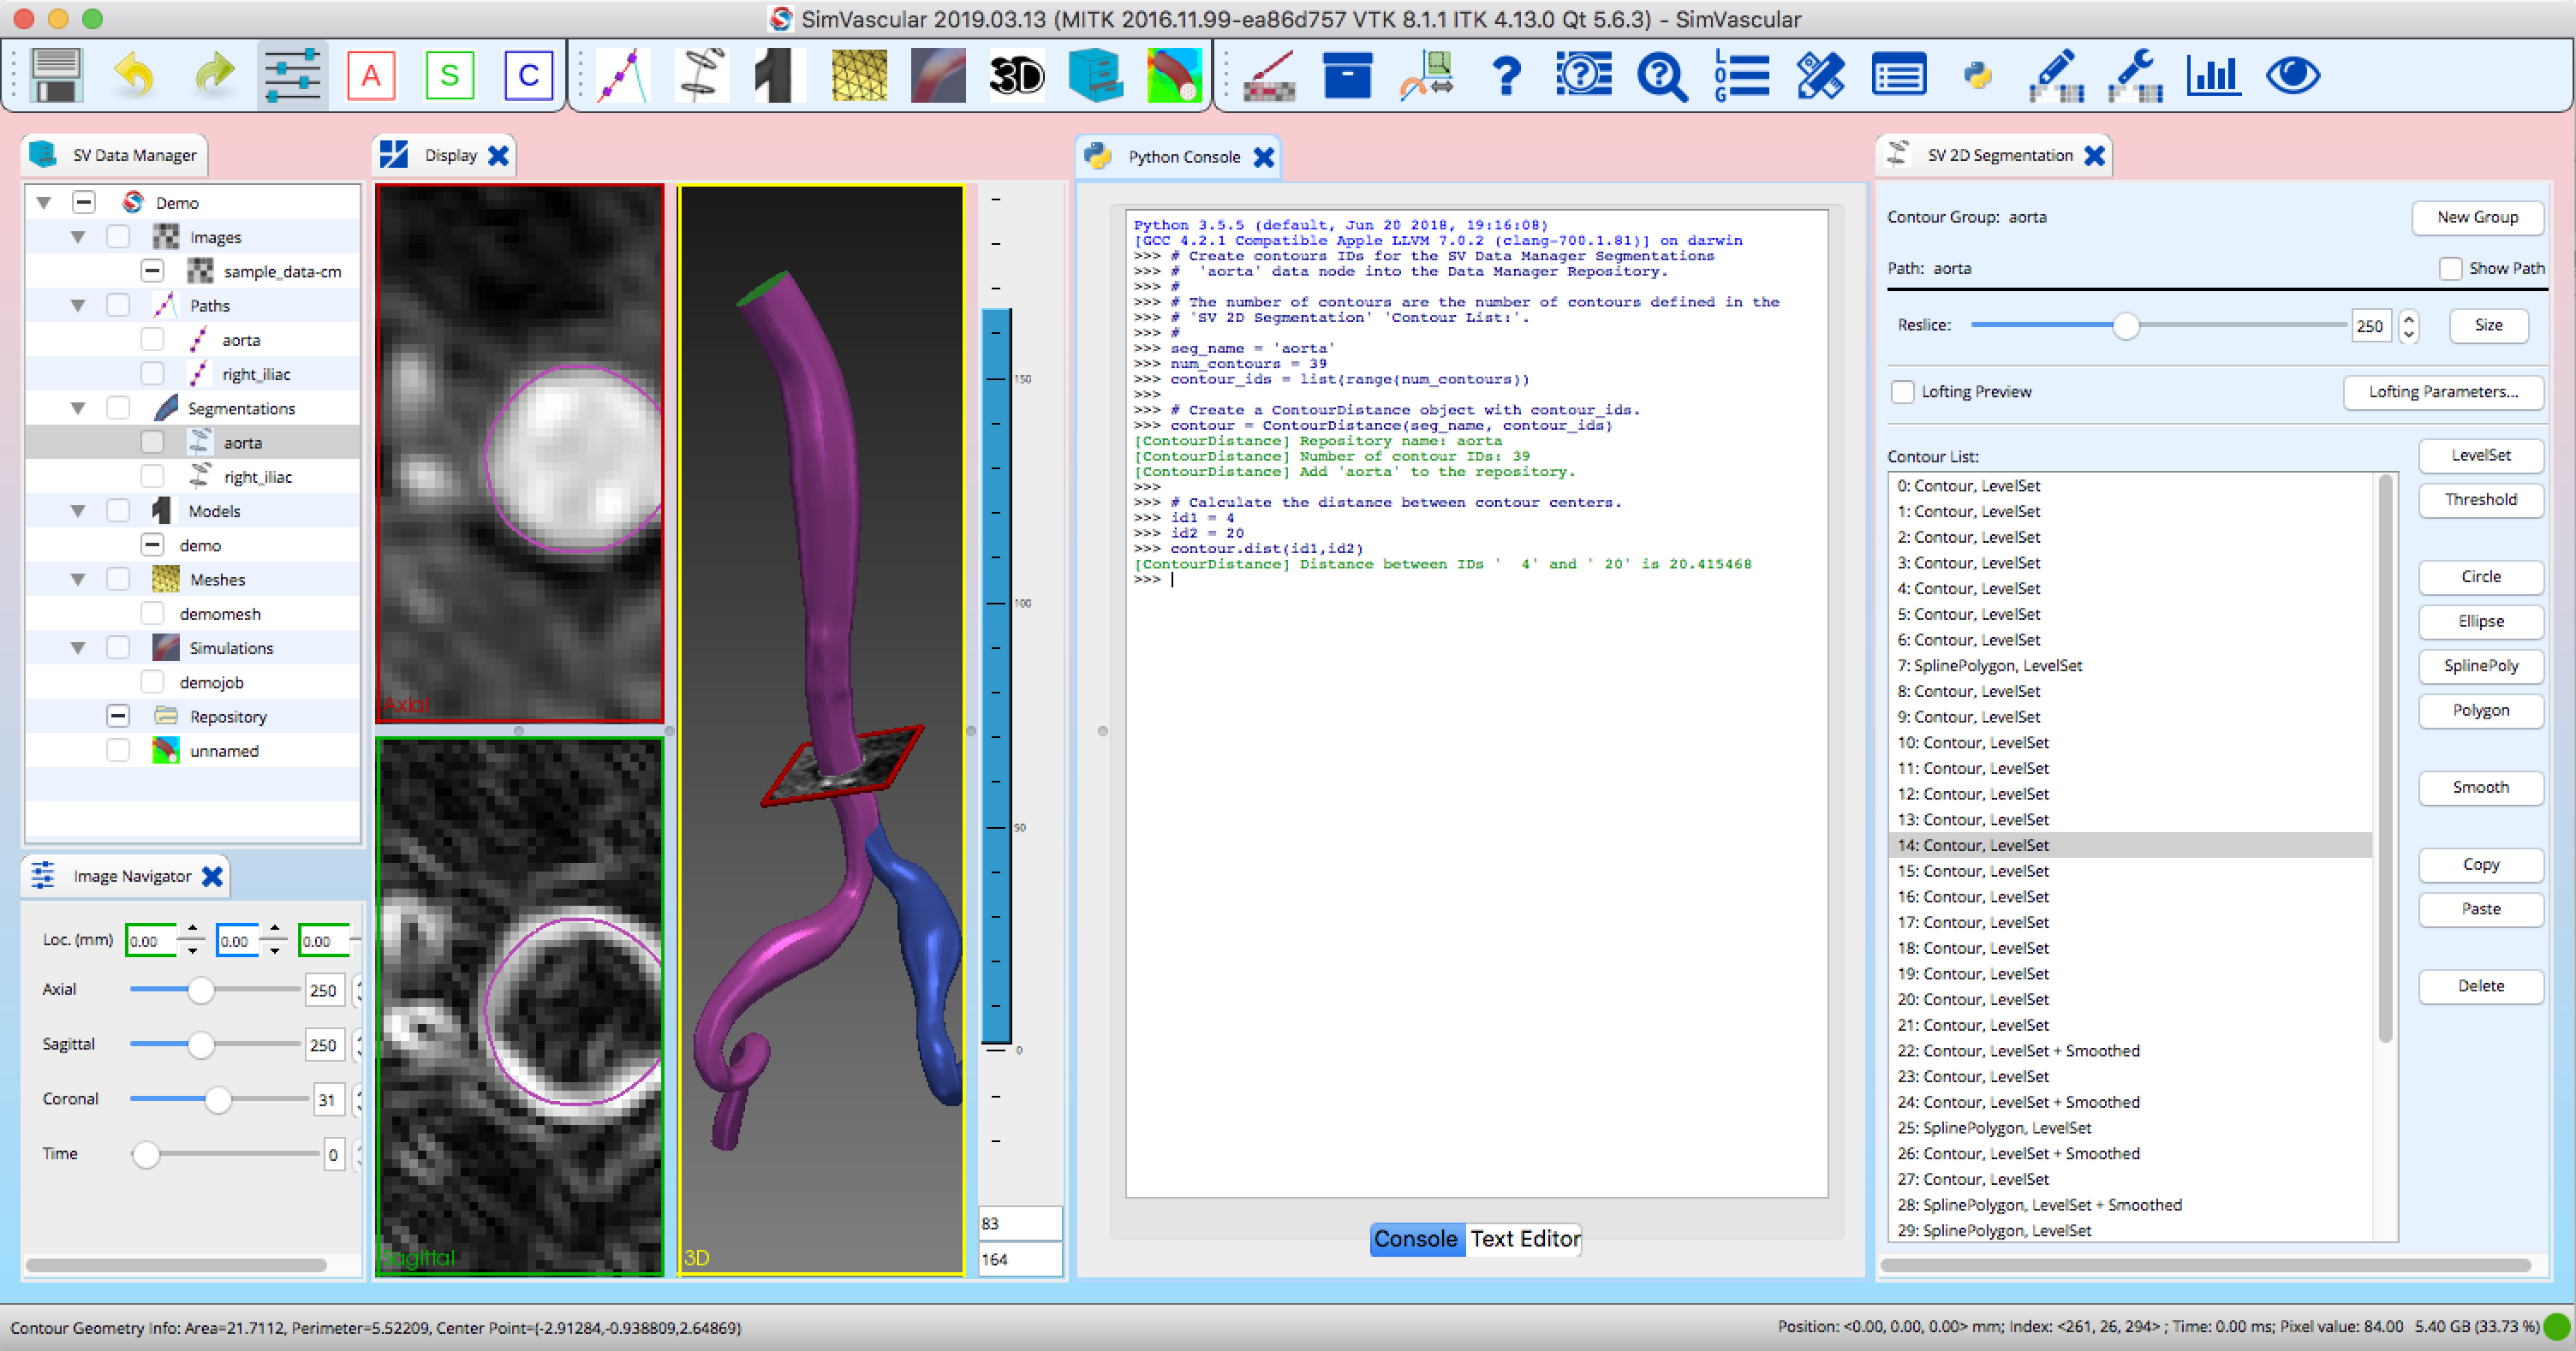 SimVascular 2019.03.13 (MITK 2016.11.99-ea86d757 VTK 8.1.1 ITK 4.13.0 Qt 5.6.3) - SimVascular
A S C 3D ? ? ? LOG
SV Data Manager
Demo
Images
sample_data-cm
Paths
aorta
right_iliac
Segmentations
aorta
right_iliac
Models
demo
Meshes
demomesh
Simulations
demojob
Repository
unnamed
Image Navigator
Loc. (mm) 0.00 0.00 0.00
Axial 250
Sagittal 250
Coronal 31
Time 0
Display
Axial
Sagittal
3D
150
100
50
0
83
164
Python Console
Python 3.5.5 (default, Jun 20 2018, 19:16:08)
[GCC 4.2.1 Compatible Apple LLVM 7.0.2 (clang-700.1.81)] on darwin
>>> # Create contours IDs for the SV Data Manager Segmentations
>>> #  'aorta' data node into the Data Manager Repository.
>>> #
>>> # The number of contours are the number of contours defined in the
>>> # 'SV 2D Segmentation' 'Contour List:'.
>>> #
>>> seg_name = 'aorta'
>>> num_contours = 39
>>> contour_ids = list(range(num_contours))
>>>
>>> # Create a ContourDistance object with contour_ids.
>>> contour = ContourDistance(seg_name, contour_ids)
[ContourDistance] Repository name: aorta
[ContourDistance] Number of contour IDs: 39
[ContourDistance] Add 'aorta' to the repository.
>>>
>>> # Calculate the distance between contour centers.
>>> id1 = 4
>>> id2 = 20
>>> contour.dist(id1,id2)
[ContourDistance] Distance between IDs '  4' and ' 20' is 20.415468
>>>
Console Text Editor
SV 2D Segmentation
Contour Group: aorta New Group
Path: aorta Show Path
Reslice: 250 Size
Lofting Preview Lofting Parameters...
Contour List:
0: Contour, LevelSet
1: Contour, LevelSet
2: Contour, LevelSet
3: Contour, LevelSet
4: Contour, LevelSet
5: Contour, LevelSet
6: Contour, LevelSet
7: SplinePolygon, LevelSet
8: Contour, LevelSet
9: Contour, LevelSet
10: Contour, LevelSet
11: Contour, LevelSet
12: Contour, LevelSet
13: Contour, LevelSet
14: Contour, LevelSet
15: Contour, LevelSet
16: Contour, LevelSet
17: Contour, LevelSet
18: Contour, LevelSet
19: Contour, LevelSet
20: Contour, LevelSet
21: Contour, LevelSet
22: Contour, LevelSet + Smoothed
23: Contour, LevelSet
24: Contour, LevelSet + Smoothed
25: SplinePolygon, LevelSet
26: Contour, LevelSet + Smoothed
27: Contour, LevelSet
28: SplinePolygon, LevelSet + Smoothed
29: SplinePolygon, LevelSet
LevelSet
Threshold
Circle
Ellipse
SplinePoly
Polygon
Smooth
Copy
Paste
Delete
Contour Geometry Info: Area=21.7112, Perimeter=5.52209, Center Point=(-2.91284,-0.938809,2.64869)
Position: <0.00, 0.00, 0.00> mm; Index: <261, 26, 294> ; Time: 0.00 ms; Pixel value: 84.00 5.40 GB (33.73 %)